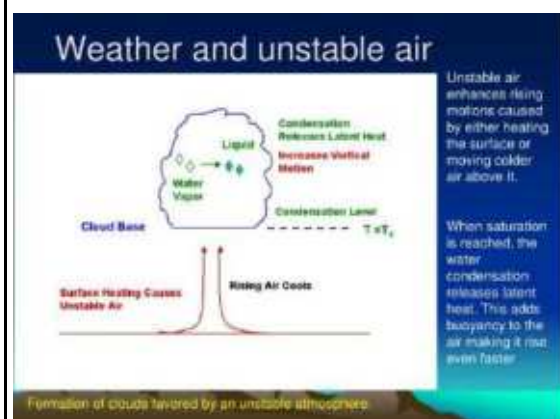 Weather and unstable air
Unstable air
enhances rising
motions caused
by either heating
the surface or
moving colder
air above it.
When saturation
is reached, the
water
condensation
releases latent
heat. This adds
buoyancy to the
air making it rise
even faster
Condensation
Releases Latent Heat
Increases Vertical
Motion
Liquid
Water
Vapor
Condensation Level
Cloud Base
Surface Heating Causes
Unstable Air
Rising Air Cools
Formation of clouds favored by an unstable atmosphere